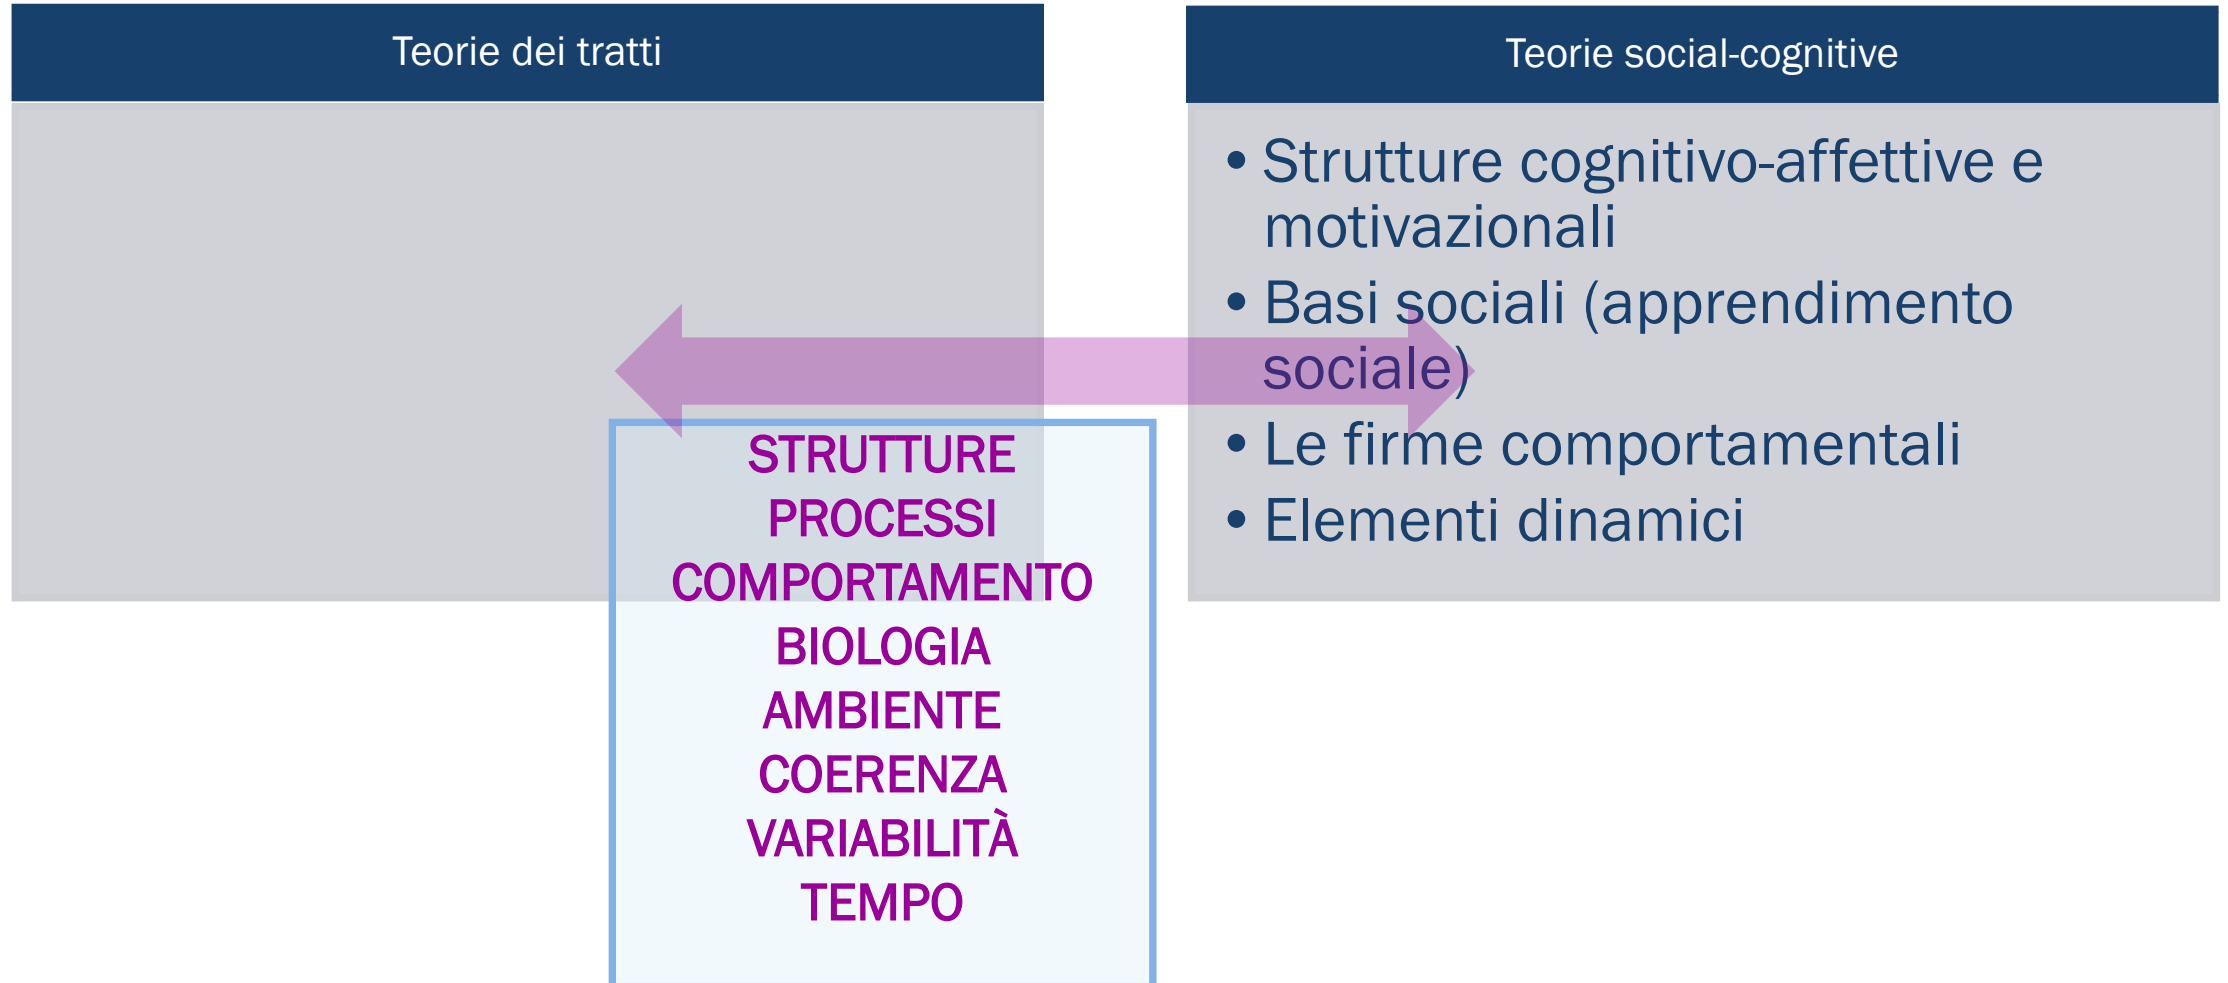 Teorie dei tratti
Teorie social-cognitive
• Strutture cognitivo-affettive e
motivazionali
• Basi sociali (apprendimento
sociale)
• Le firme comportamentali
• Elementi dinamici
STRUTTURE
PROCESSI
COMPORTAMENTO
BIOLOGIA
AMBIENTE
COERENZA
VARIABILITÀ
TEMPO